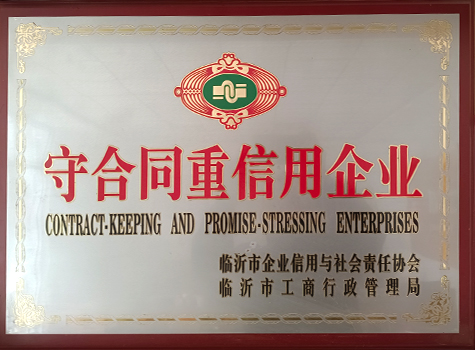 守合同重信用企业
CONTRACT-KEEPING AND PROMISE-STRESSING ENTERPRISES
临沂市企业信用与社会责任协会
临沂市工商行政管理局